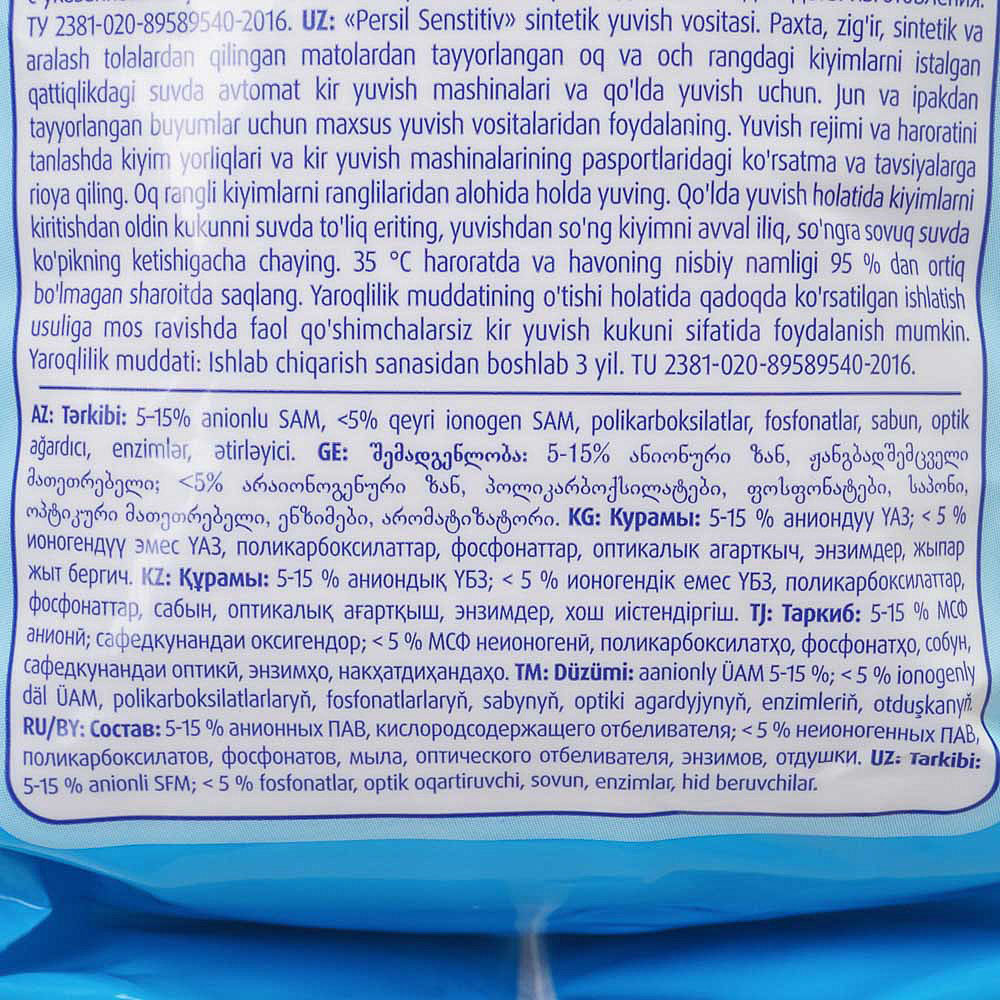 ТУ 2381-020-89589540-2016. UZ: «Persil Senstitiv» sintetik yuvish vositasi. Paxta, zig'ir, sintetik va
aralash tolalardan qilingan matolardan tayyorlangan oq va och rangdagi kiyimlarni istalgan
qattiqlikdagi suvda avtomat kir yuvish mashinalari va qo'lda yuvish uchun. Jun va ipakdan
tayyorlangan buyumlar uchun maxsus yuvish vositalaridan foydalaning. Yuvish rejimi va haroratini
tanlashda kiyim yorliqlari va kir yuvish mashinalarining pasportlaridagi ko'rsatma va tavsiyalarga
rioya qiling. Oq rangli kiyimlarni ranglilaridan alohida holda yuving. Qo'lda yuvish holatida kiyimlarni
kiritishdan oldin kukunni suvda to'liq eriting, yuvishdan so'ng kiyimni avval iliq, so'ngra sovuq suvda
ko'pikning ketishigacha chaying. 35 °C haroratda va havoning nisbiy namligi 95 % dan ortiq
bo'lmagan sharoitda saqlang. Yaroqlilik muddatining o'tishi holatida qadoqda ko'rsatilgan ishlatish
usuliga mos ravishda faol qo'shimchalarsiz kir yuvish kukuni sifatida foydalanish mumkin.
Yaroqlilik muddati: Ishlab chiqarish sanasidan boshlab 3 yil. TU 2381-020-89589540-2016.
AZ: Tərkibi: 5–15% anionlu SAM, <5% qeyri ionogen SAM, polikarboksilatlar, fosfonatlar, sabun, optik
ağardıcı, enzimlər, ətirləyici. GE: შემადგენლობა: 5-15% ანიონური ზან, ჟანგბადშემცველი
მათეთრებელი; <5% არაიონოგენური ზან, პოლიკარბოქსილატები, ფოსფონატები, საპონი,
ოპტიკური მათეთრებელი, ენზიმები, არომატიზატორი. KG: Курамы: 5-15 % аниондуу ҮАЗ; < 5 %
ионогендүү эмес ҮАЗ, поликарбоксилаттар, фосфонаттар, оптикалык агарткыч, энзимдер, жыпар
жыт бергич. KZ: Құрамы: 5-15 % аниондық ҮБЗ; < 5 % ионогендік емес ҮБЗ, поликарбоксилаттар,
фосфонаттар, сабын, оптикалық ағартқыш, энзимдер, хош иістендіргіш. TJ: Таркиб: 5-15 % МСФ
анионӣ; сафедкунандаи оксигендор; < 5 % МСФ неионогенӣ, поликарбоксилатҳо, фосфонатҳо, собун,
сафедкунандаи оптикӣ, энзимҳо, накҳатдиҳандаҳо. TM: Düzümi: aanionly ÜAM 5-15 %; < 5 % ionogenly
däl ÜAM, polikarboksilatlarlaryň, fosfonatlarlaryň, sabynyň, optiki agardyjynyň, enzimleriň, otduşkanyň.
RU/BY: Состав: 5-15 % анионных ПАВ, кислородсодержащего отбеливателя; < 5 % неионогенных ПАВ,
поликарбоксилатов, фосфонатов, мыла, оптического отбеливателя, энзимов, отдушки. UZ: Tarkibi:
5-15 % anionli SFM; < 5 % fosfonatlar, optik oqartiruvchi, sovun, enzimlar, hid beruvchilar.